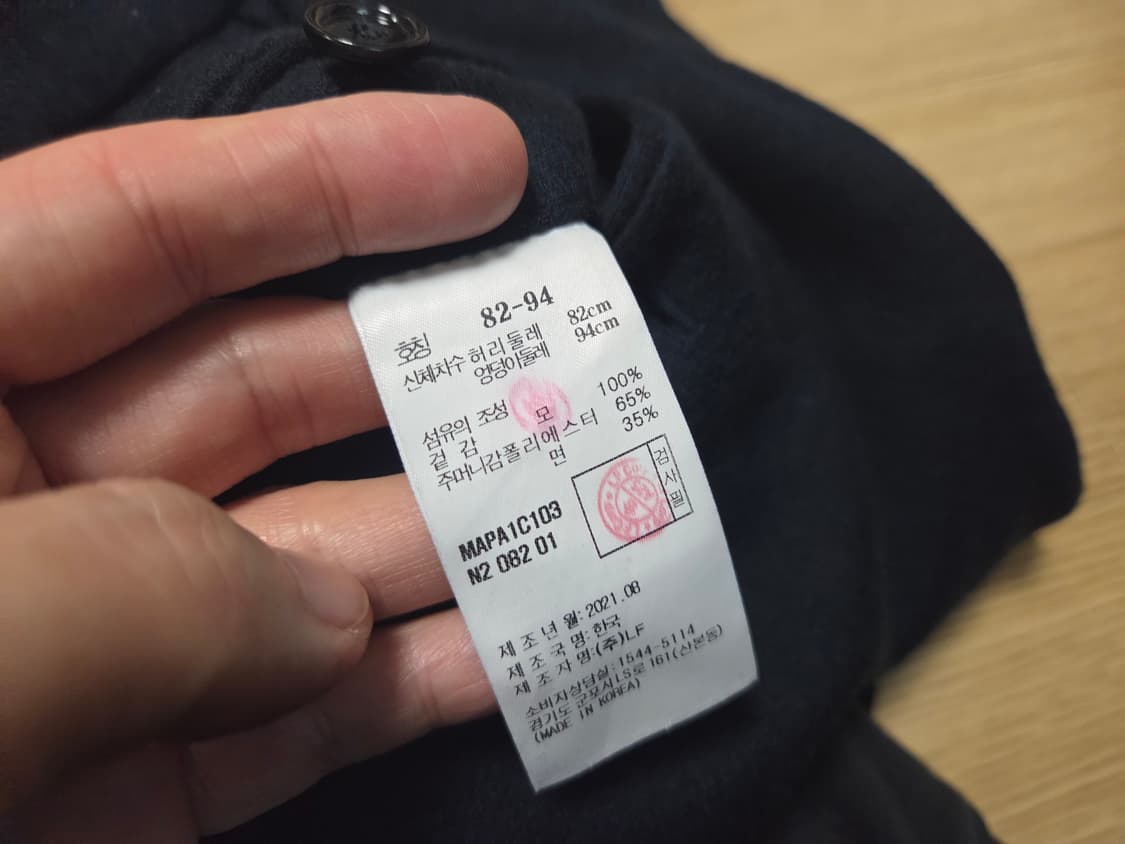 호칭 82-94
신체치수 허리둘레 82cm
엉덩이둘레 94cm
섬유의 조성
겉감 모 100%
주머니감 폴리에스터 65%
면 35%
검사필
MAPA1C103
N2 082 01
제조년월: 2021.08
제조국명: 한국
제조자명: (주)LF
소비자상담실: 1544-5114
경기도 군포시 LS로 161(산본동)
(MADE IN KOREA)